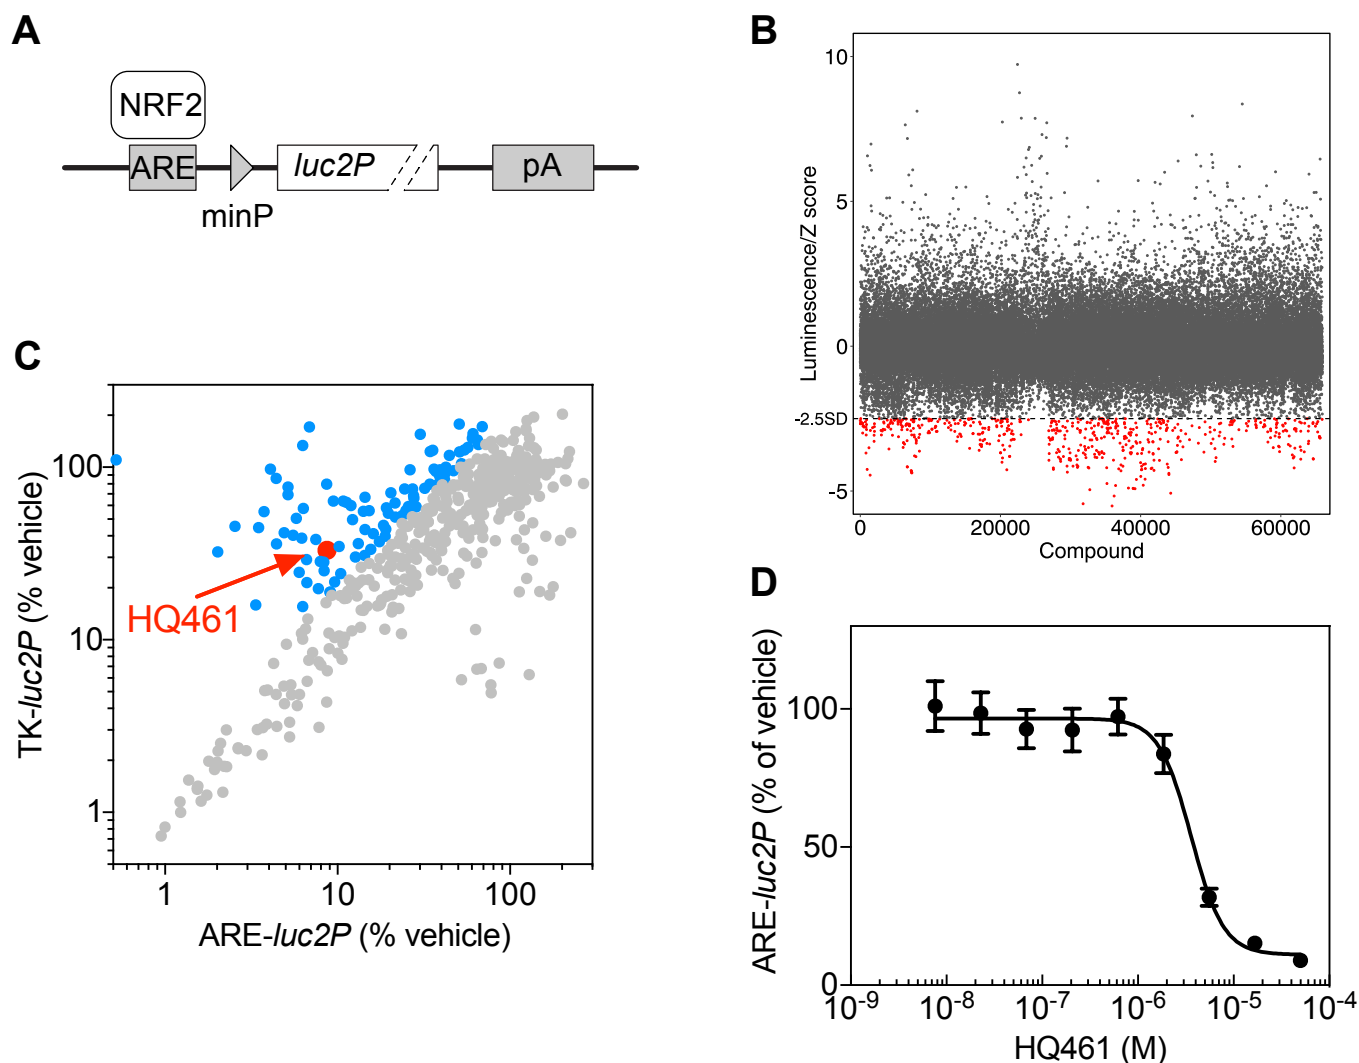 A
NRF2
ARE
minP
luc2P
pA
B
Luminescence/Z score
10
5
0
-2.5SD
-5
0
20000
40000
60000
Compound
C
TK-luc2P (% vehicle)
100
10
1
HQ461
1
10
100
ARE-luc2P (% vehicle)
D
ARE-luc2P (% of vehicle)
100
50
0
10⁻⁹
10⁻⁸
10⁻⁷
10⁻⁶
10⁻⁵
10⁻⁴
HQ461 (M)